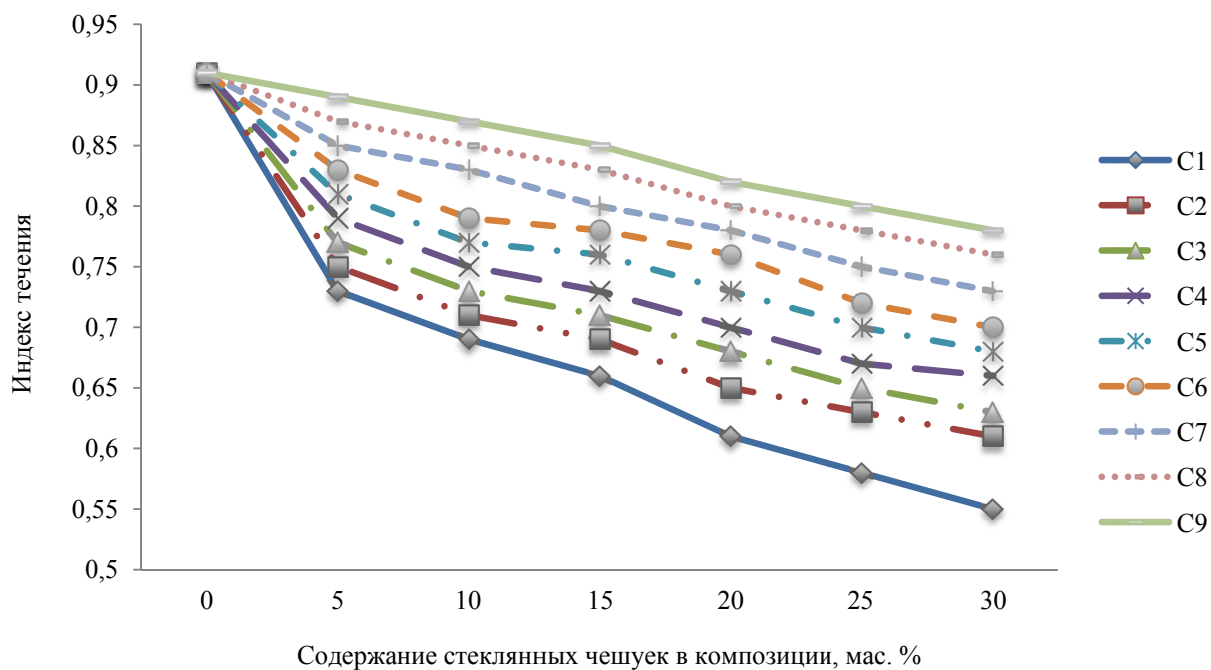 0,95
0,9
0,85
0,8
0,75
0,7
0,65
0,6
0,55
0,5
Индекс течения
0 5 10 15 20 25 30
Содержание стеклянных чешуек в композиции, мас. %
C1
C2
C3
C4
C5
C6
C7
C8
C9